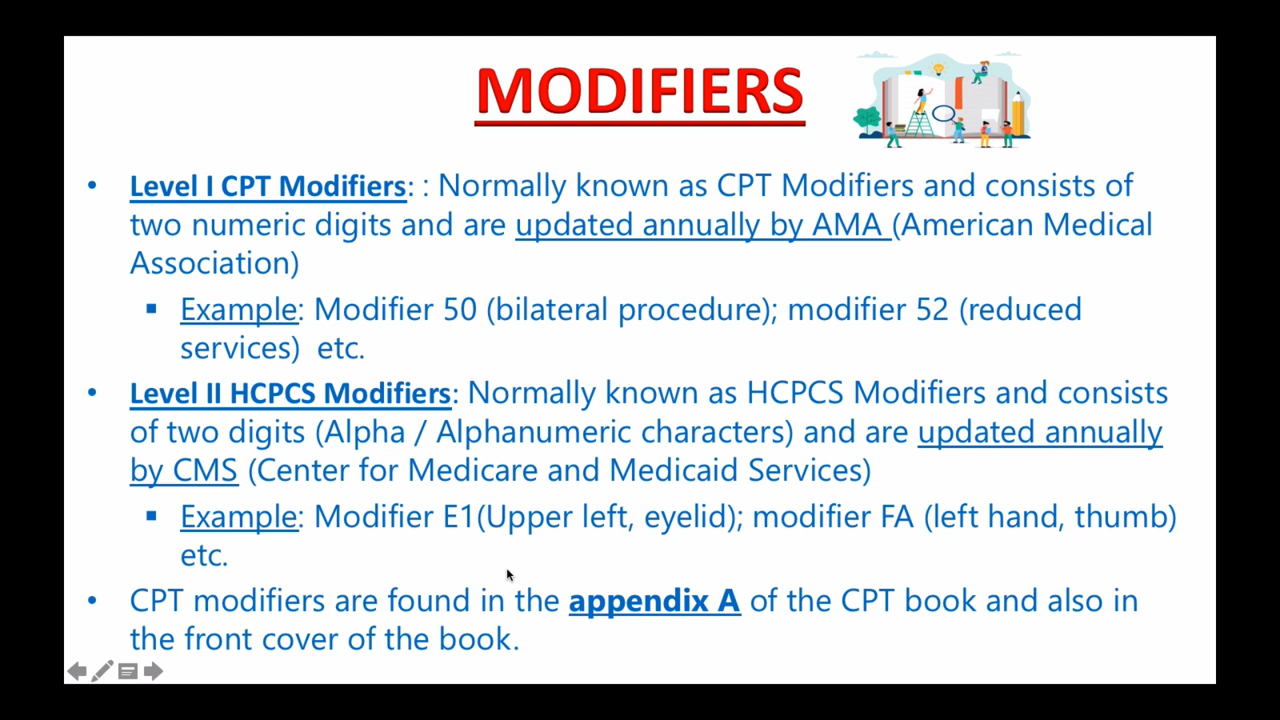 MODIFIERS
• Level I CPT Modifiers: : Normally known as CPT Modifiers and consists of
two numeric digits and are updated annually by AMA (American Medical
Association)
▪ Example: Modifier 50 (bilateral procedure); modifier 52 (reduced
services) etc.
• Level II HCPCS Modifiers: Normally known as HCPCS Modifiers and consists
of two digits (Alpha / Alphanumeric characters) and are updated annually
by CMS (Center for Medicare and Medicaid Services)
▪ Example: Modifier E1(Upper left, eyelid); modifier FA (left hand, thumb)
etc.
• CPT modifiers are found in the appendix A of the CPT book and also in
the front cover of the book.